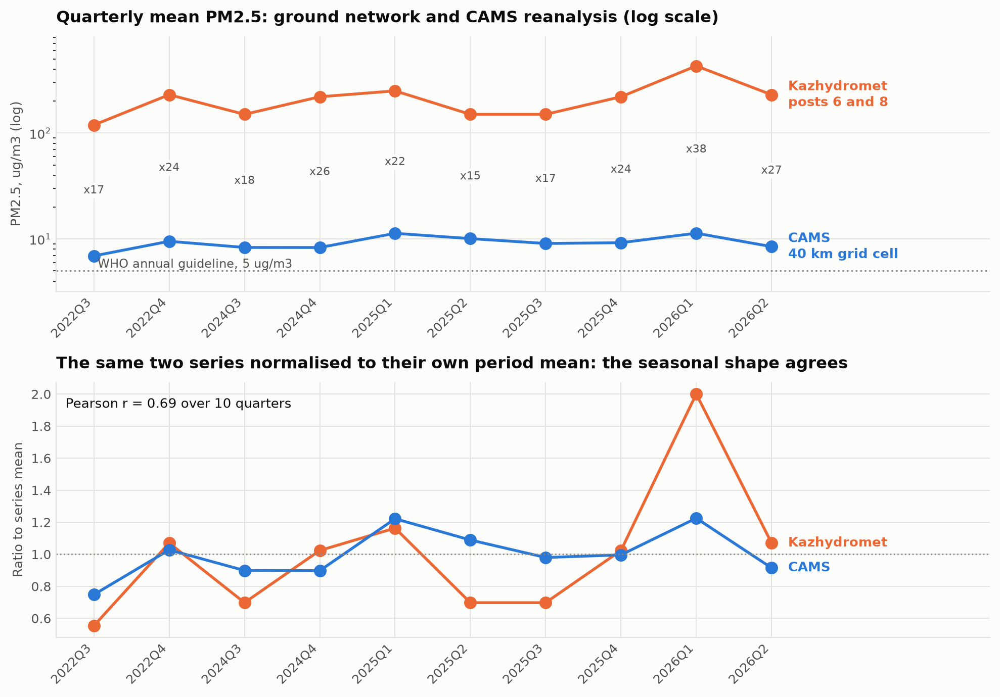 Quarterly mean PM2.5: ground network and CAMS reanalysis (log scale)
PM2.5, ug/m3 (log)
10²
10¹
x17
x24
x18
x26
x22
x15
x17
x24
x38
x27
Kazhydromet
posts 6 and 8
CAMS
40 km grid cell
WHO annual guideline, 5 ug/m3
2022Q3
2022Q4
2024Q3
2024Q4
2025Q1
2025Q2
2025Q3
2025Q4
2026Q1
2026Q2
The same two series normalised to their own period mean: the seasonal shape agrees
Ratio to series mean
2.0
1.8
1.6
1.4
1.2
1.0
0.8
0.6
Pearson r = 0.69 over 10 quarters
Kazhydromet
CAMS
2022Q3
2022Q4
2024Q3
2024Q4
2025Q1
2025Q2
2025Q3
2025Q4
2026Q1
2026Q2